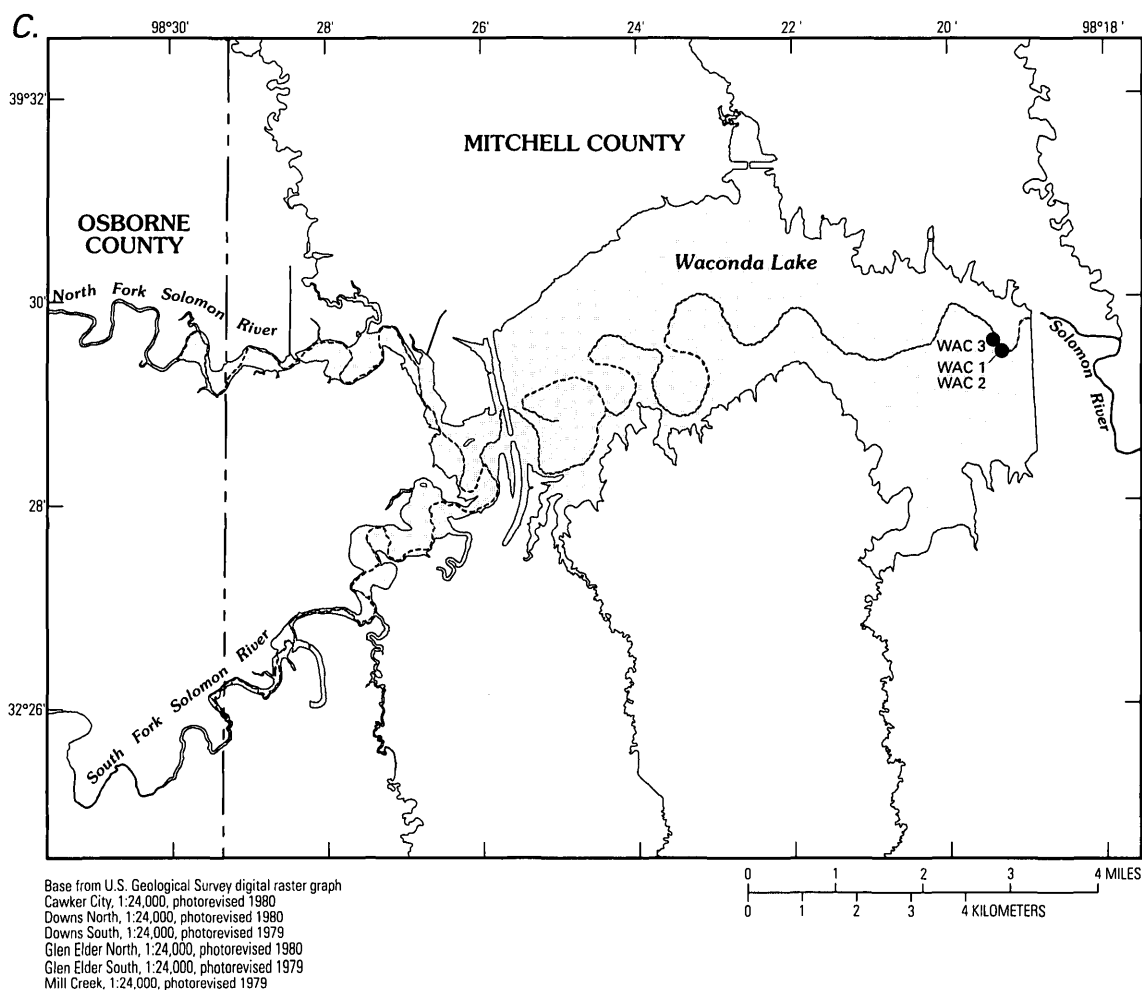 C.
98°30'
28'
26'
24'
22'
20'
98°18'
39°32'
MITCHELL COUNTY
OSBORNE
COUNTY
Waconda Lake
30'
North Fork Solomon River
WAC 3
WAC 1
WAC 2
Solomon
River
28'
32°26'
South Fork Solomon River
Base from U.S. Geological Survey digital raster graph
Cawker City, 1:24,000, photorevised 1980
Downs North, 1:24,000, photorevised 1980
Downs South, 1:24,000, photorevised 1979
Glen Elder North, 1:24,000, photorevised 1980
Glen Elder South, 1:24,000, photorevised 1979
Mill Creek, 1:24,000, photorevised 1979
0 1 2 3 4 MILES
0 1 2 3 4 KILOMETERS